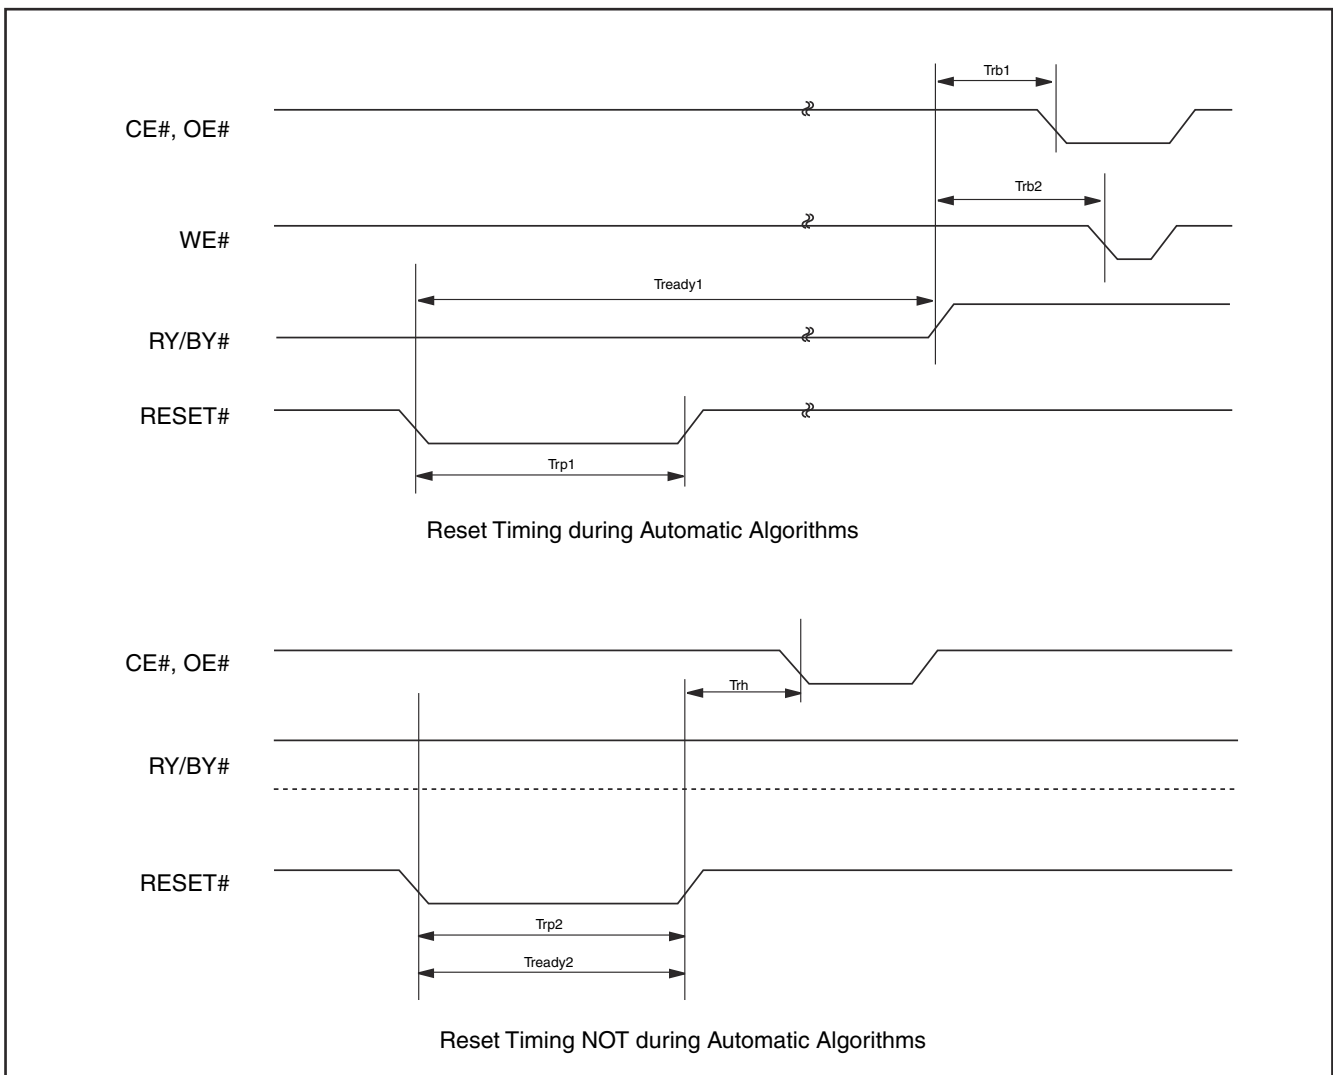 Trb1
CE#, OE#
Trb2
WE#
Tready1
RY/BY#
RESET#
Trp1
Reset Timing during Automatic Algorithms
CE#, OE#
Trh
RY/BY#
RESET#
Trp2
Tready2
Reset Timing NOT during Automatic Algorithms